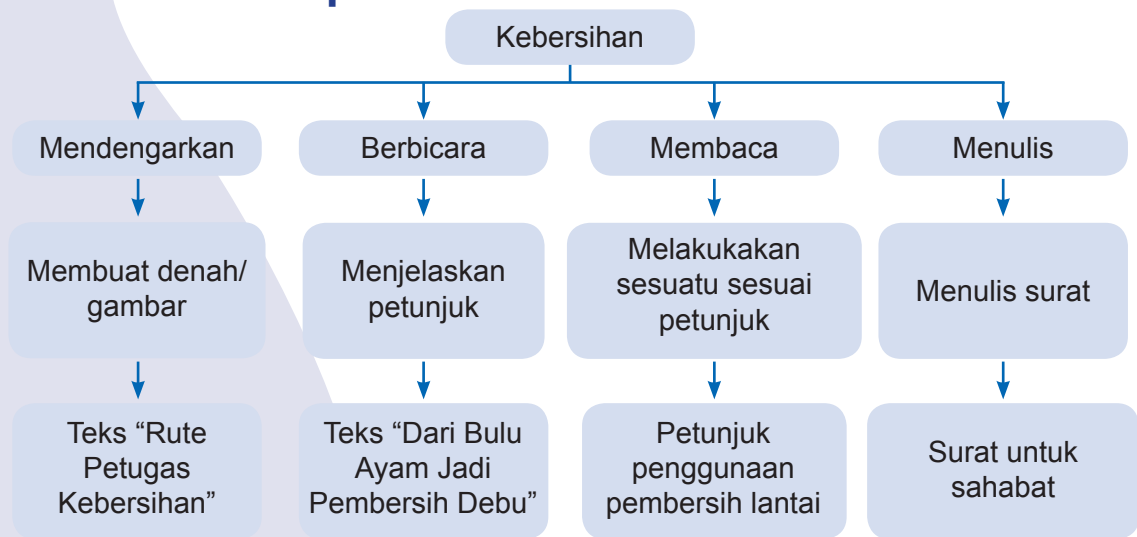 Kebersihan
Mendengarkan
Berbicara
Membaca
Menulis
Membuat denah/
gambar
Menjelaskan
petunjuk
Melakukakan
sesuatu sesuai
petunjuk
Menulis surat
Teks “Rute
Petugas
Kebersihan”
Teks “Dari Bulu
Ayam Jadi
Pembersih Debu”
Petunjuk
penggunaan
pembersih lantai
Surat untuk
sahabat